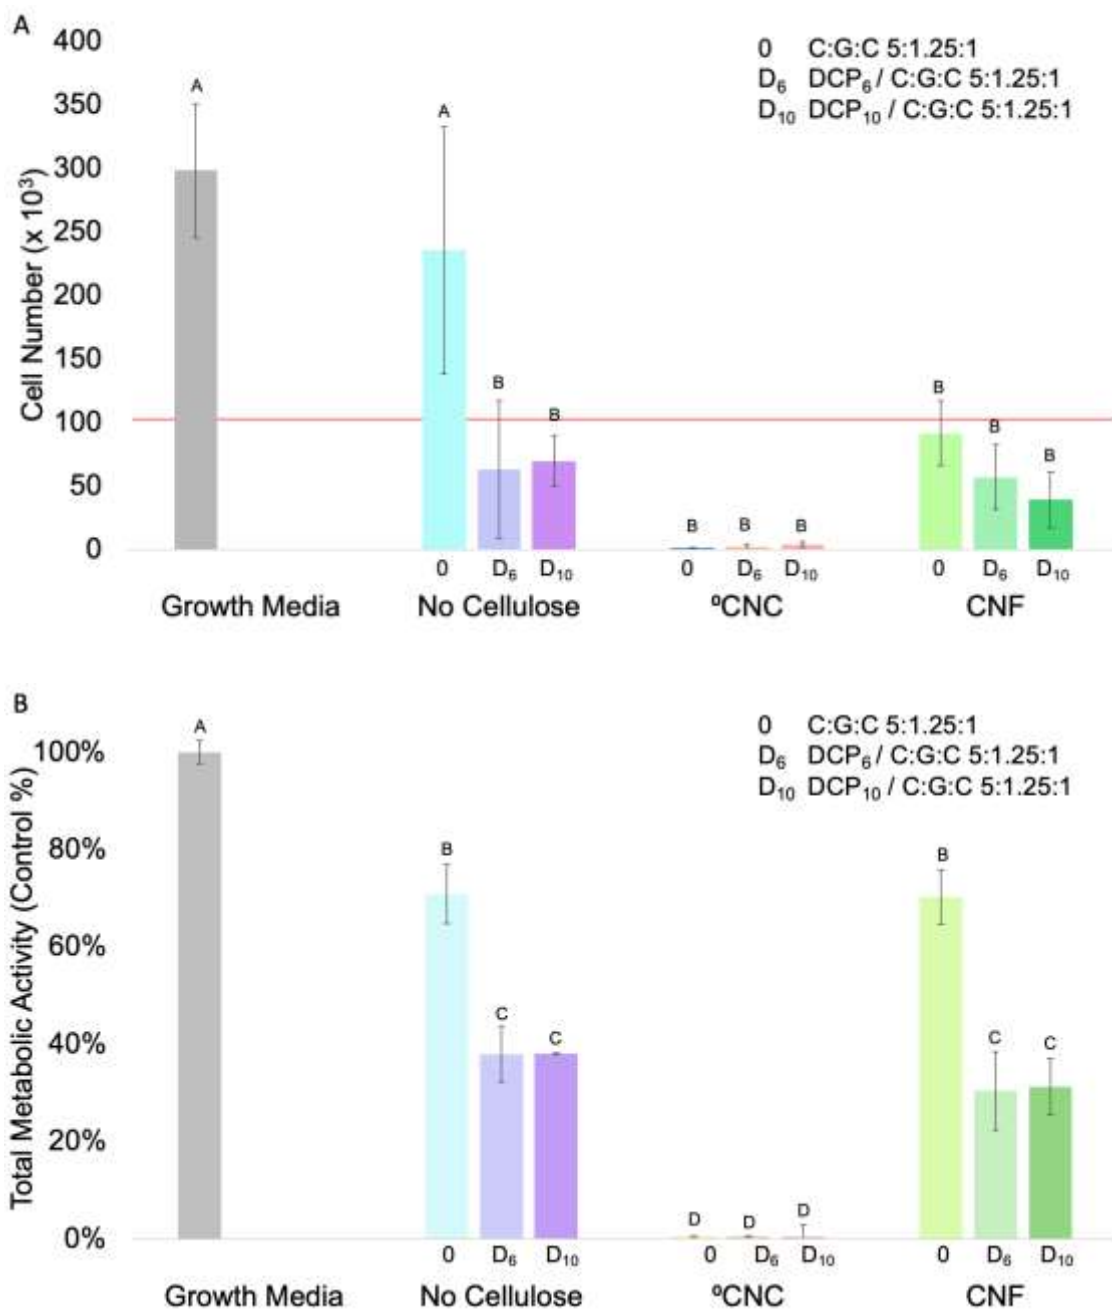 A
400
350
300
250
200
150
100
50
0
Cell Number (x 10³)
0 C:G:C 5:1.25:1
D₆ DCP₆ / C:G:C 5:1.25:1
D₁₀ DCP₁₀ / C:G:C 5:1.25:1
A
A
B
B
B
B
B
B
B
B
0 D₆ D₁₀ 0 D₆ D₁₀ 0 D₆ D₁₀
Growth Media No Cellulose ºCNC CNF
B
100%
80%
60%
40%
20%
0%
Total Metabolic Activity (Control %)
0 C:G:C 5:1.25:1
D₆ DCP₆ / C:G:C 5:1.25:1
D₁₀ DCP₁₀ / C:G:C 5:1.25:1
A
B
C
C
D
D
D
B
C
C
0 D₆ D₁₀ 0 D₆ D₁₀ 0 D₆ D₁₀
Growth Media No Cellulose ºCNC CNF